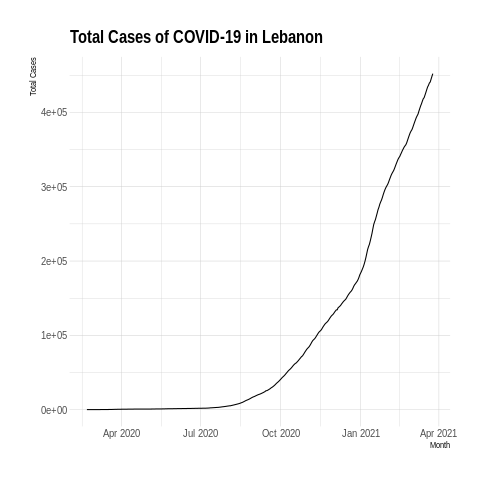 Total Cases of COVID-19 in Lebanon
Total Cases
4e+05
3e+05
2e+05
1e+05
0e+00
Apr 2020 Jul 2020 Oct 2020 Jan 2021 Apr 2021
Month